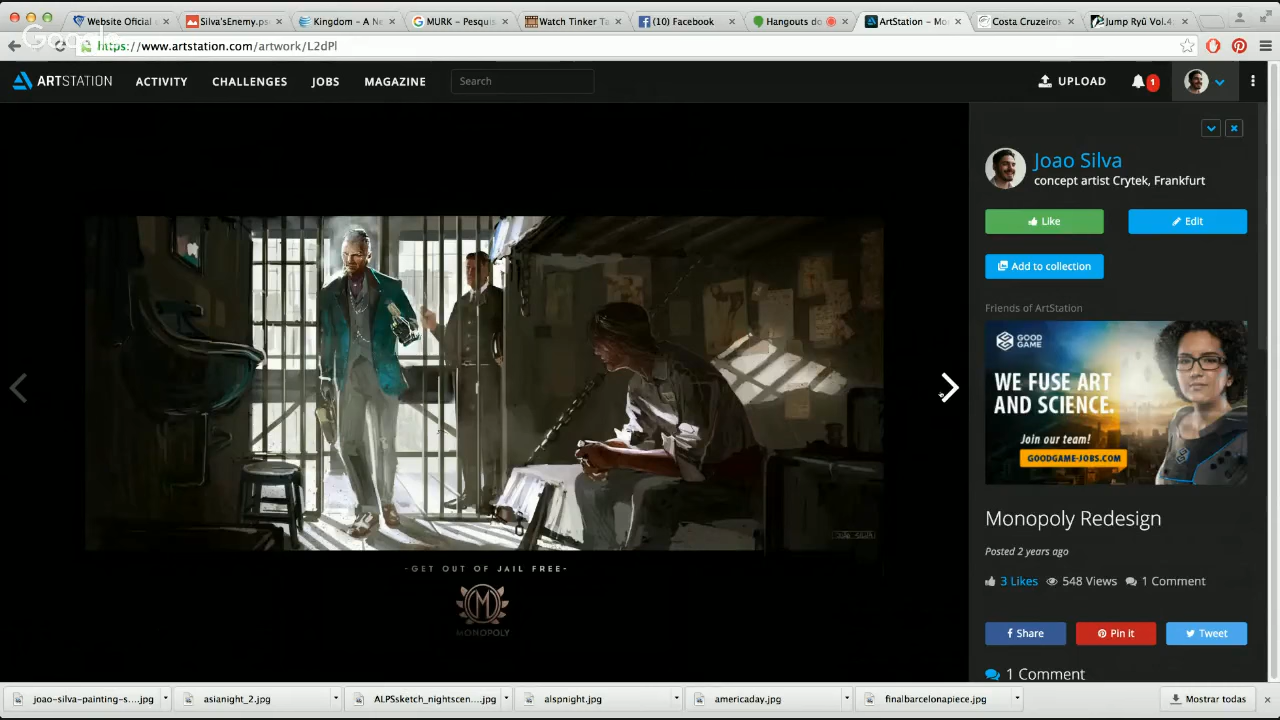 Website Oficial
Silva'sEnemy.ps
Kingdom - A Ne
MURK - Pesquis
Watch Tinker Ta
(10) Facebook
Hangouts do
ArtStation - Mo
Costa Cruzeiros
Jump Ryū Vol.4
Google
https://www.artstation.com/artwork/L2dPl
ARTSTATION
ACTIVITY
CHALLENGES
JOBS
MAGAZINE
Search
UPLOAD
1
Joao Silva
concept artist Crytek, Frankfurt
Like
Edit
Add to collection
Friends of ArtStation
GOOD
GAME
WE FUSE ART
AND SCIENCE.
Join our team!
GOODGAME-JOBS.COM
Monopoly Redesign
Posted 2 years ago
3 Likes
548 Views
1 Comment
Share
Pin it
Tweet
1 Comment
-GET OUT OF JAIL FREE-
M
MONOPOLY
joao-silva-painting-s....jpg
asianight_2.jpg
ALPSsketch_nightscen....jpg
alspnight.jpg
americaday.jpg
finalbarcelonapiece.jpg
Mostrar todas